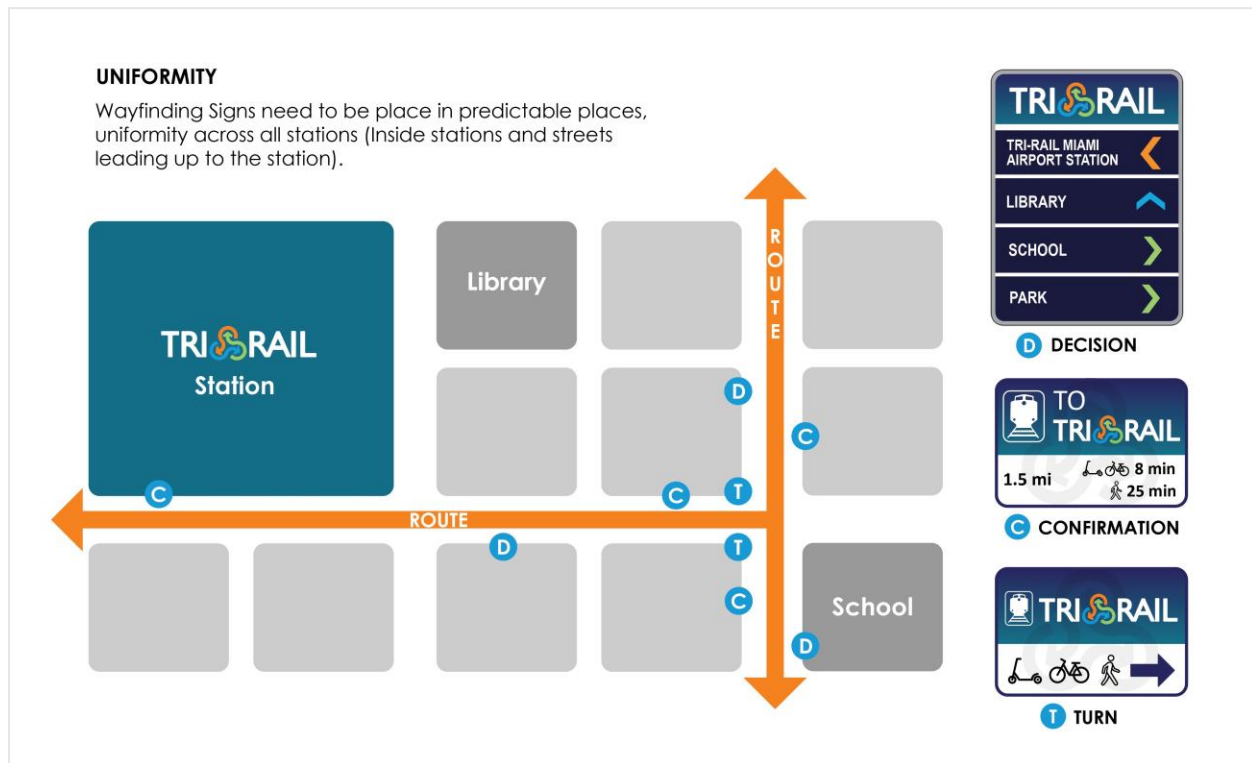 UNIFORMITY
Wayfinding Signs need to be place in predictable places,
uniformity across all stations (Inside stations and streets
leading up to the station).
TRI RAIL
Station
Library
ROUTE
D
C
C
C
T
ROUTE
D
T
C
School
D
TRI RAIL
TRI-RAIL MIAMI
AIRPORT STATION
LIBRARY
SCHOOL
PARK
D DECISION
TO
TRI RAIL
1.5 mi
8 min
25 min
C CONFIRMATION
TRI RAIL
T TURN